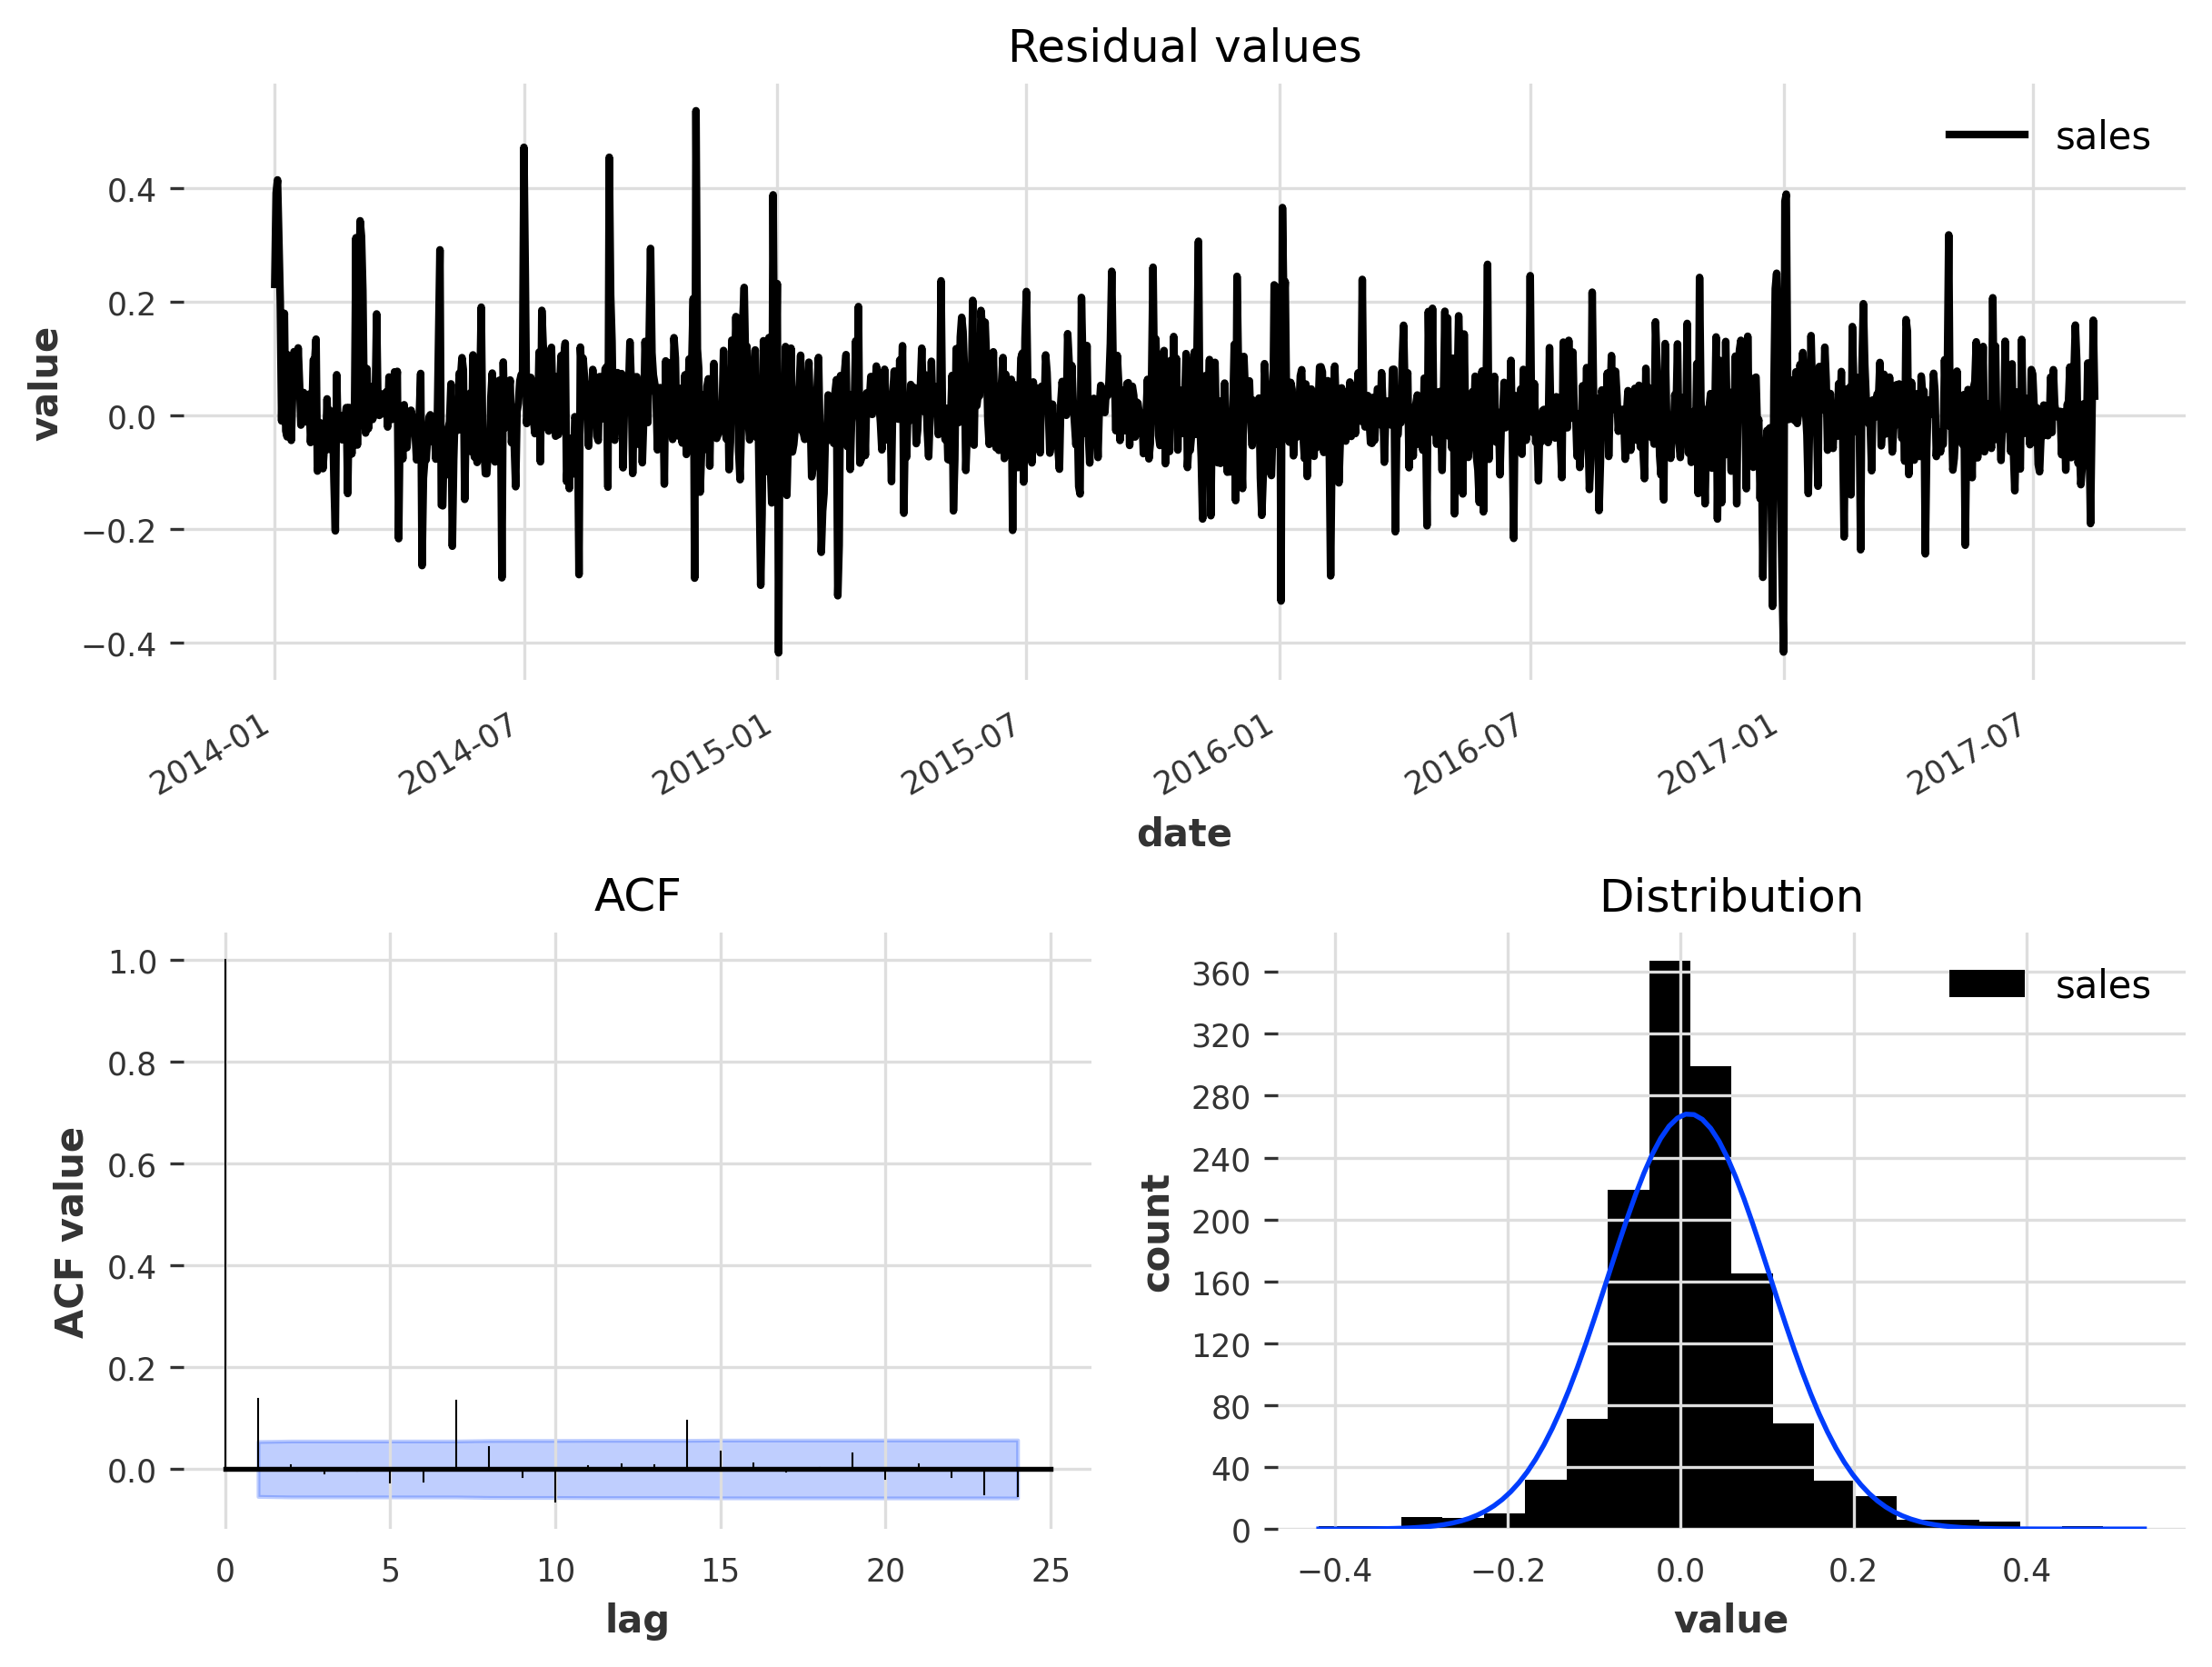 Residual values
sales
value
0.4
0.2
0.0
−0.2
−0.4
2014-01
2014-07
2015-01
2015-07
2016-01
2016-07
2017-01
2017-07
date
ACF
ACF value
1.0
0.8
0.6
0.4
0.2
0.0
0 5 10 15 20 25
lag
Distribution
sales
count
360
320
280
240
200
160
120
80
40
0
−0.4 −0.2 0.0 0.2 0.4
value